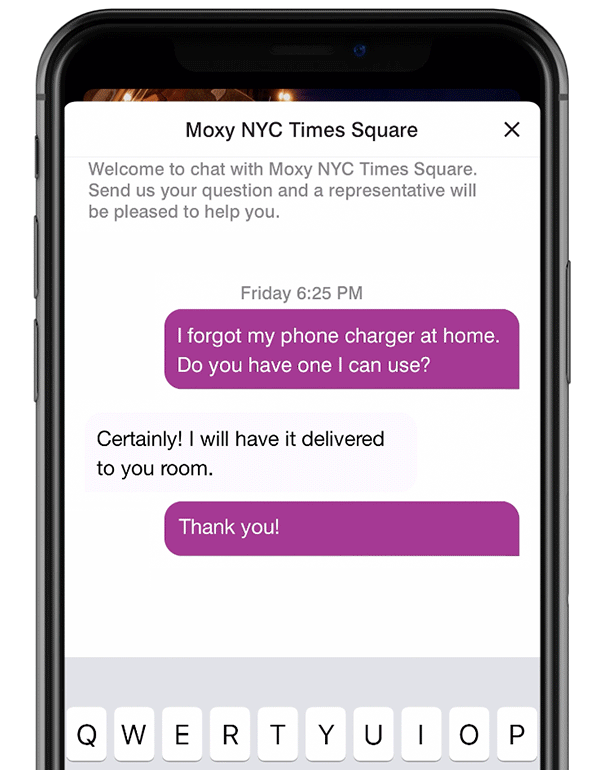 Moxy NYC Times Square
Welcome to chat with Moxy NYC Times Square.
Send us your question and a representative will
be pleased to help you.
Friday 6:25 PM
I forgot my phone charger at home.
Do you have one I can use?
Certainly! I will have it delivered
to you room.
Thank you!
Q W E R T Y U I O P